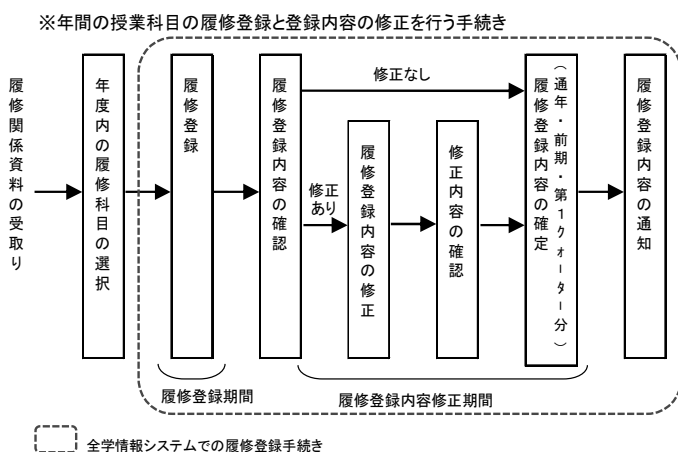 ※年間の授業科目の履修登録と登録内容の修正を行う手続き
履修関係資料の受取り
年度内の履修科目の選択
履修登録
履修登録内容の確認
修正なし
修正
あり
履修登録内容の修正
修正内容の確認
履修登録内容の確定
（通年・前期・第1クォーター分）
履修登録内容の通知
履修登録期間
履修登録内容修正期間
全学情報システムでの履修登録手続き